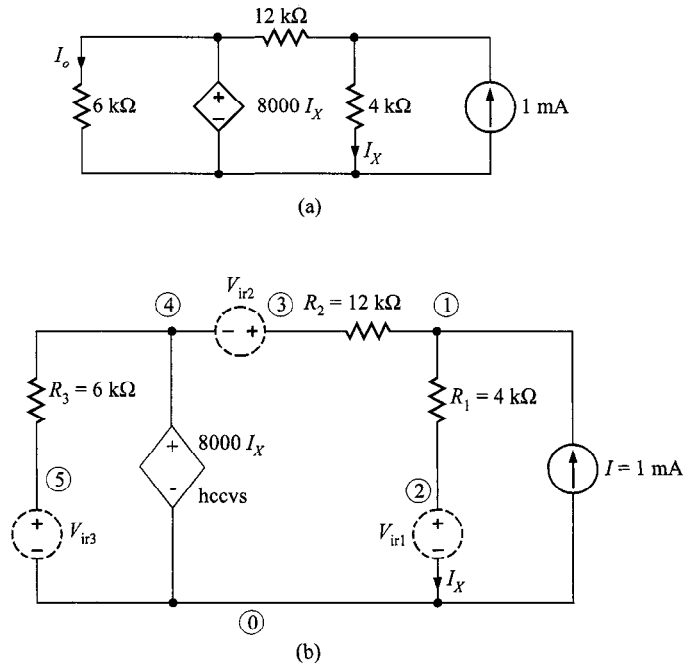 12 kΩ
I_o
6 kΩ
8000 I_X
4 kΩ
1 mA
I_X
(a)
V_ir2
④
③
R_2 = 12 kΩ
①
R_3 = 6 kΩ
R_1 = 4 kΩ
8000 I_X
hccvs
I = 1 mA
⑤
②
V_ir3
V_ir1
I_X
⓪
(b)